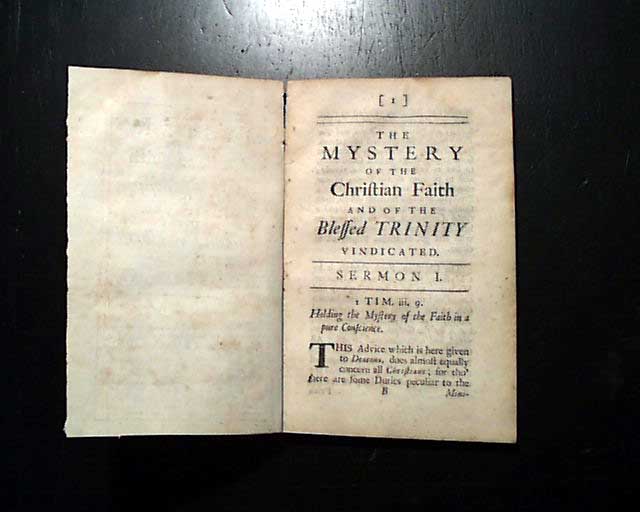 [ 1 ]
THE
MYSTERY
OF THE
Chriſtian Faith
AND OF THE
Bleſſed TRINITY
VINDICATED.
SERMON I.
1 TIM. iii. 9.
Holding the Myſtery of the Faith in a
pure Conſcience.
THIS Advice which is here given
to Deacons, does almoſt equally
concern all Chriſtians; for tho'
there are ſome Duties peculiar to the
B Mini-